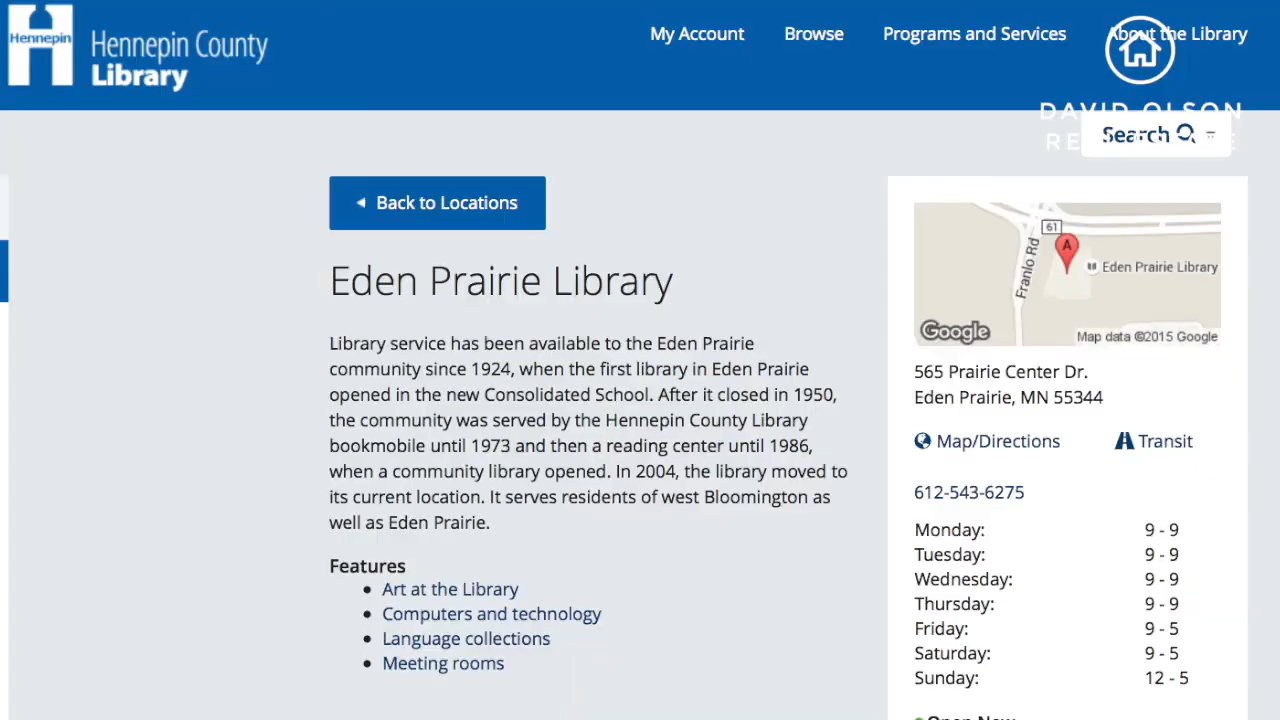 Hennepin
Hennepin County
Library
My Account
Browse
Programs and Services
About the Library
DAVID OLSON
Search
Back to Locations
Eden Prairie Library
Library service has been available to the Eden Prairie
community since 1924, when the first library in Eden Prairie
opened in the new Consolidated School. After it closed in 1950,
the community was served by the Hennepin County Library
bookmobile until 1973 and then a reading center until 1986,
when a community library opened. In 2004, the library moved to
its current location. It serves residents of west Bloomington as
well as Eden Prairie.
Features
Art at the Library
Computers and technology
Language collections
Meeting rooms
61
A
Franlo Rd
Eden Prairie Library
Google
Map data ©2015 Google
565 Prairie Center Dr.
Eden Prairie, MN 55344
Map/Directions
Transit
612-543-6275
Monday: 9 - 9
Tuesday: 9 - 9
Wednesday: 9 - 9
Thursday: 9 - 9
Friday: 9 - 5
Saturday: 9 - 5
Sunday: 12 - 5
Open Now